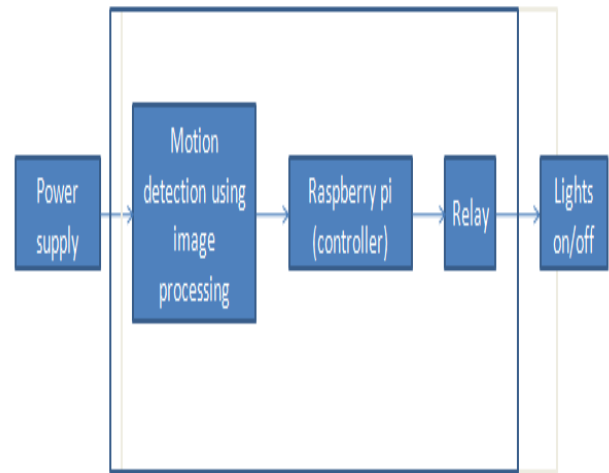 Power
supply
Motion
detection using
image
processing
Raspberry pi
(controller)
Relay
Lights
on/off